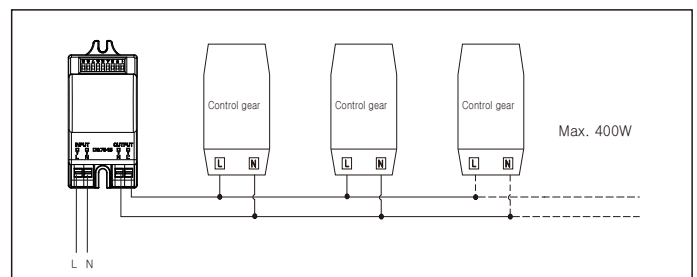 INPUT
OUTPUT
L N
Control gear
L N
Control gear
L N
Control gear
L N
Max. 400W
L N